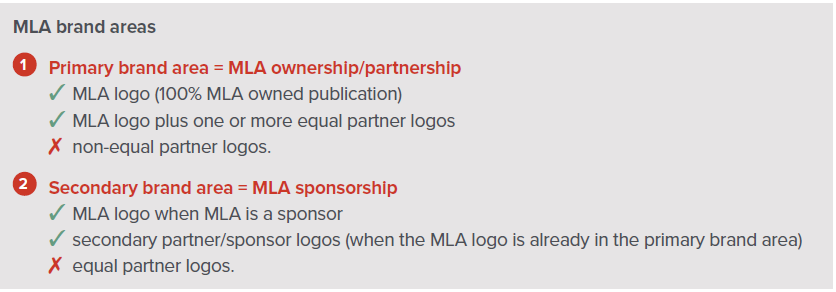 MLA brand areas
1 Primary brand area = MLA ownership/partnership
✓ MLA logo (100% MLA owned publication)
✓ MLA logo plus one or more equal partner logos
✗ non-equal partner logos.
2 Secondary brand area = MLA sponsorship
✓ MLA logo when MLA is a sponsor
✓ secondary partner/sponsor logos (when the MLA logo is already in the primary brand area)
✗ equal partner logos.